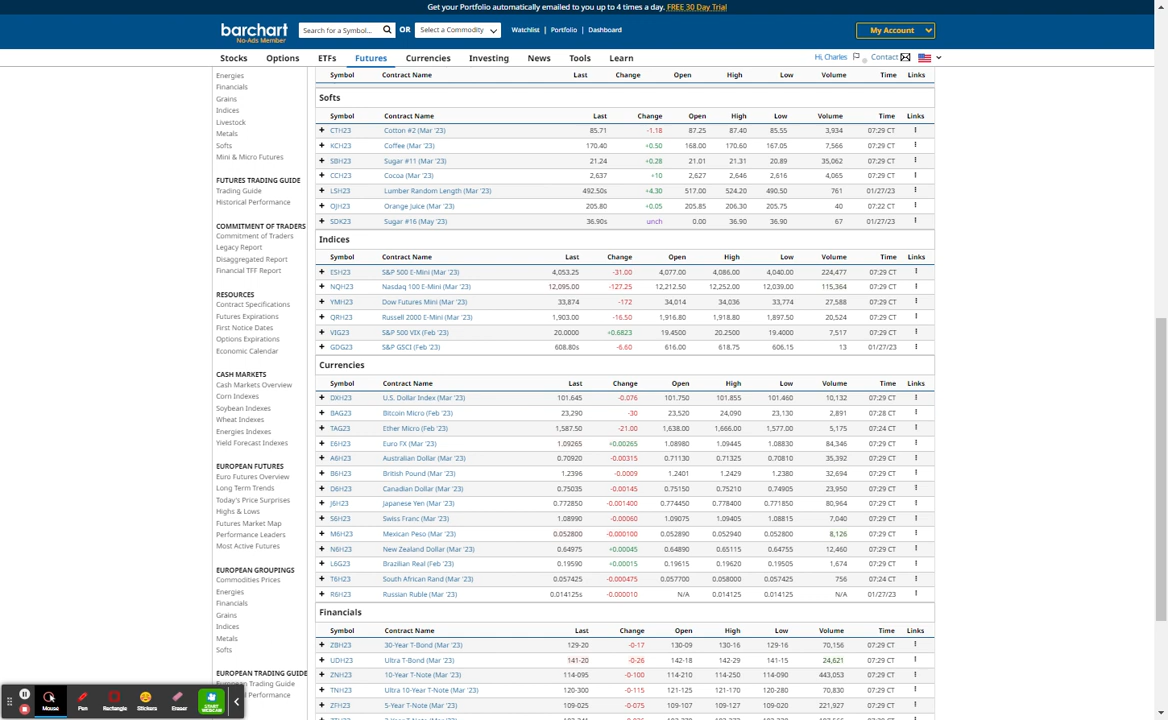 Get your Portfolio automatically emailed to you up to 4 times a day. FREE 30 Day Trial
barchart
No-Ads Member
Search for a Symbol... OR Select a Commodity Watchlist | Portfolio | Dashboard My Account
Stocks Options ETFs Futures Currencies Investing News Tools Learn Hi, Charles Contact
Energies
Financials
Grains
Indices
Livestock
Metals
Softs
Mini & Micro Futures
FUTURES TRADING GUIDE
Trading Guide
Historical Performance
COMMITMENT OF TRADERS
Commitment of Traders
Legacy Report
Disaggregated Report
Financial TFF Report
RESOURCES
Contract Specifications
Futures Expirations
First Notice Dates
Options Expirations
Economic Calendar
CASH MARKETS
Cash Markets Overview
Corn Indexes
Soybean Indexes
Wheat Indexes
Energies Indexes
Yield Forecast Indexes
EUROPEAN FUTURES
Euro Futures Overview
Long Term Trends
Today's Price Surprises
Highs & Lows
Futures Market Map
Performance Leaders
Most Active Futures
EUROPEAN GROUPINGS
Commodities Prices
Energies
Financials
Grains
Indices
Metals
Softs
EUROPEAN TRADING GUIDE
Symbol Contract Name Last Change Open High Low Volume Time Links
Softs
Symbol Contract Name Last Change Open High Low Volume Time Links
CTH23 Cotton #2 (Mar '23) 85.71 -1.18 87.25 87.40 85.55 3,934 07:29 CT
KCH23 Coffee (Mar '23) 170.40 +0.50 168.00 170.60 167.05 7,566 07:29 CT
SBH23 Sugar #11 (Mar '23) 21.24 +0.28 21.01 21.31 20.89 35,062 07:29 CT
CCH23 Cocoa (Mar '23) 2,637 +10 2,627 2,646 2,616 4,065 07:29 CT
LSH23 Lumber Random Length (Mar '23) 492.50s +4.30 517.00 524.20 490.50 761 01/27/23
OJH23 Orange Juice (Mar '23) 205.80 +0.05 205.85 206.30 205.75 40 07:22 CT
SDK23 Sugar #16 (May '23) 36.90s unch 0.00 36.90 36.90 67 01/27/23
Indices
Symbol Contract Name Last Change Open High Low Volume Time Links
ESH23 S&P 500 E-Mini (Mar '23) 4,053.25 -31.00 4,077.00 4,086.00 4,040.00 224,477 07:29 CT
NQH23 Nasdaq 100 E-Mini (Mar '23) 12,095.00 -127.25 12,212.50 12,252.00 12,039.00 115,364 07:29 CT
YMH23 Dow Futures Mini (Mar '23) 33,874 -172 34,014 34,036 33,774 27,588 07:29 CT
QRH23 Russell 2000 E-Mini (Mar '23) 1,903.00 -16.50 1,916.80 1,918.80 1,897.50 20,524 07:29 CT
VIG23 S&P 500 VIX (Feb '23) 20.0000 +0.6823 19.4500 20.2500 19.4000 7,517 07:29 CT
GDG23 S&P GSCI (Feb '23) 608.80s -6.60 616.00 618.75 606.15 13 01/27/23
Currencies
Symbol Contract Name Last Change Open High Low Volume Time Links
DXH23 U.S. Dollar Index (Mar '23) 101.645 -0.076 101.750 101.855 101.460 10,132 07:29 CT
BAG23 Bitcoin Micro (Feb '23) 23,290 -30 23,520 24,090 23,130 2,891 07:28 CT
TAG23 Ether Micro (Feb '23) 1,587.50 -21.00 1,638.00 1,666.00 1,577.00 5,175 07:24 CT
E6H23 Euro FX (Mar '23) 1.09265 +0.00265 1.08980 1.09445 1.08830 84,346 07:29 CT
A6H23 Australian Dollar (Mar '23) 0.70920 -0.00315 0.71130 0.71325 0.70810 35,392 07:29 CT
B6H23 British Pound (Mar '23) 1.2396 -0.0009 1.2401 1.2429 1.2380 32,694 07:29 CT
D6H23 Canadian Dollar (Mar '23) 0.75035 -0.00145 0.75150 0.75210 0.74905 23,950 07:29 CT
J6H23 Japanese Yen (Mar '23) 0.772850 -0.001400 0.774450 0.778400 0.771850 80,964 07:29 CT
S6H23 Swiss Franc (Mar '23) 1.08990 -0.00060 1.09075 1.09405 1.08815 7,040 07:29 CT
M6H23 Mexican Peso (Mar '23) 0.052800 -0.000100 0.052890 0.052940 0.052800 8,126 07:29 CT
N6H23 New Zealand Dollar (Mar '23) 0.64975 +0.00045 0.64890 0.65115 0.64755 12,460 07:29 CT
L6G23 Brazilian Real (Feb '23) 0.19590 +0.00015 0.19615 0.19620 0.19505 1,674 07:29 CT
T6H23 South African Rand (Mar '23) 0.057425 -0.000475 0.057700 0.058000 0.057425 756 07:24 CT
R6H23 Russian Ruble (Mar '23) 0.014125s -0.000010 N/A 0.014125 0.014125 N/A 01/27/23
Financials
Symbol Contract Name Last Change Open High Low Volume Time Links
ZBH23 30-Year T-Bond (Mar '23) 129-20 -0-17 130-09 130-16 129-16 70,156 07:29 CT
UDH23 Ultra T-Bond (Mar '23) 141-20 -0-26 142-18 142-29 141-15 24,621 07:29 CT
ZNH23 10-Year T-Note (Mar '23) 114-095 -0-100 114-210 114-250 114-080 443,053 07:29 CT
TNH23 Ultra 10-Year T-Note (Mar '23) 120-300 -0-115 121-125 121-170 120-280 70,830 07:29 CT
ZFH23 5-Year T-Note (Mar '23) 109-025 -0-075 109-107 109-127 109-020 221,927 07:29 CT
Mouse Pen Rectangle Stickers Eraser START WEBCAM